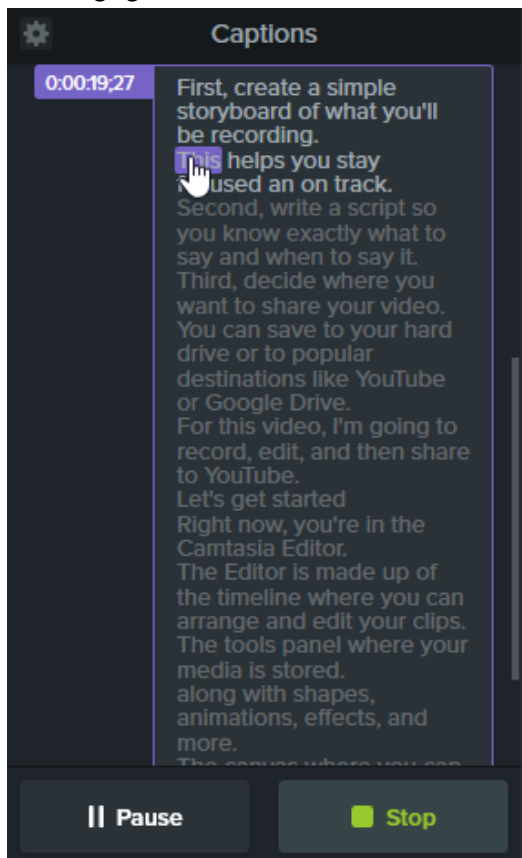 Captions
0:00:19;27
First, create a simple
storyboard of what you'll
be recording.
This helps you stay
focused an on track.
Second, write a script so
you know exactly what to
say and when to say it.
Third, decide where you
want to share your video.
You can save to your hard
drive or to popular
destinations like YouTube
or Google Drive.
For this video, I'm going to
record, edit, and then share
to YouTube.
Let's get started
Right now, you're in the
Camtasia Editor.
The Editor is made up of
the timeline where you can
arrange and edit your clips.
The tools panel where your
media is stored.
along with shapes,
animations, effects, and
more.
The canvas where you can
Pause
Stop